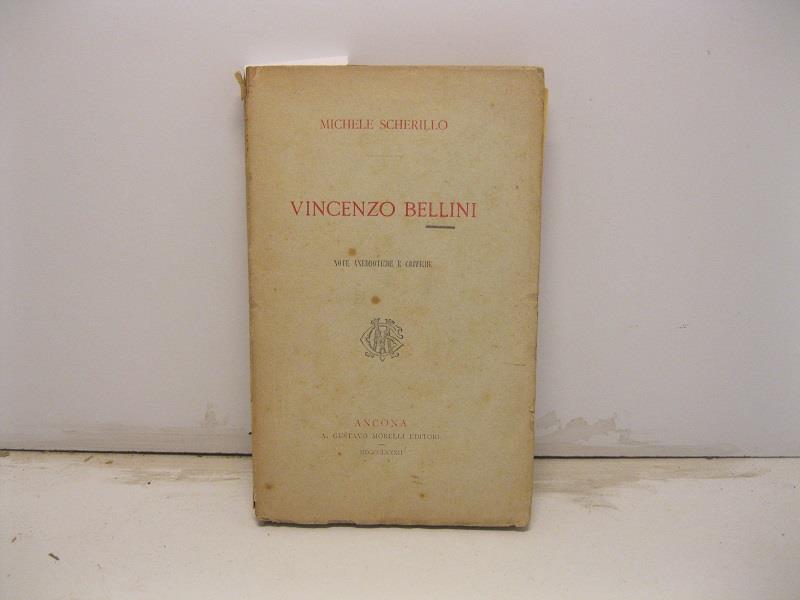 MICHELE SCHERILLO
VINCENZO BELLINI
NOTE ANEDDOTICHE E CRITICHE
ANCONA
A. GUSTAVO MORELLI EDITORE
MDCCCLXXXII